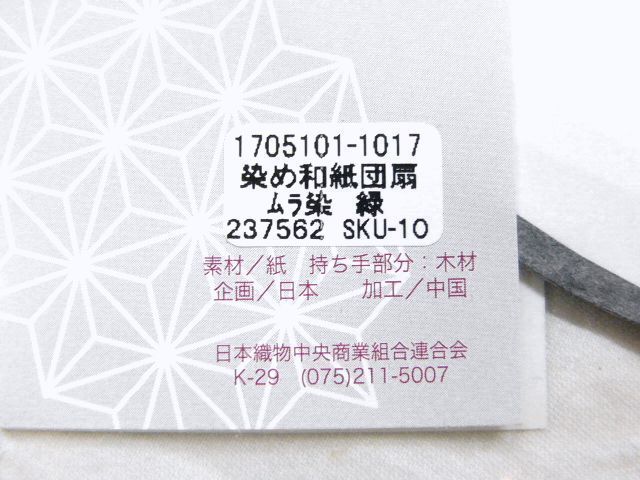 1705101-1017
染め和紙団扇
ムラ染　緑
237562 SKU-10
素材／紙　持ち手部分：木材
企画／日本　　加工／中国
日本織物中央商業組合連合会
K-29　(075)211-5007